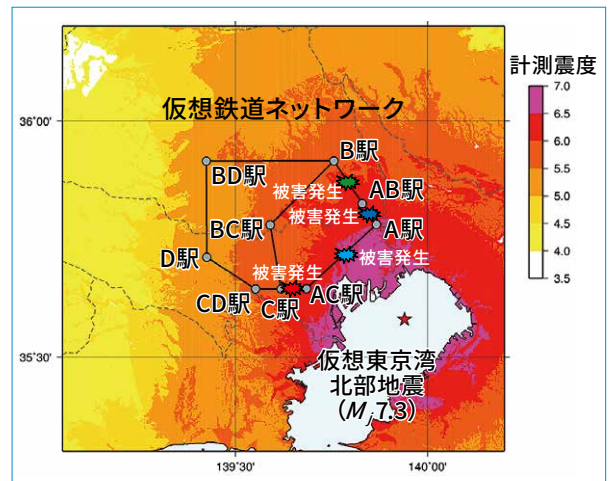 計測震度
7.0
6.5
6.0
5.5
5.0
4.5
4.0
3.5
36°00'
35°30'
139°30'
140°00'
仮想鉄道ネットワーク
B駅
BD駅
被害発生
AB駅
被害発生
BC駅
A駅
D駅
被害発生
被害発生
CD駅
C駅
AC駅
仮想東京湾
北部地震
（Mj 7.3）